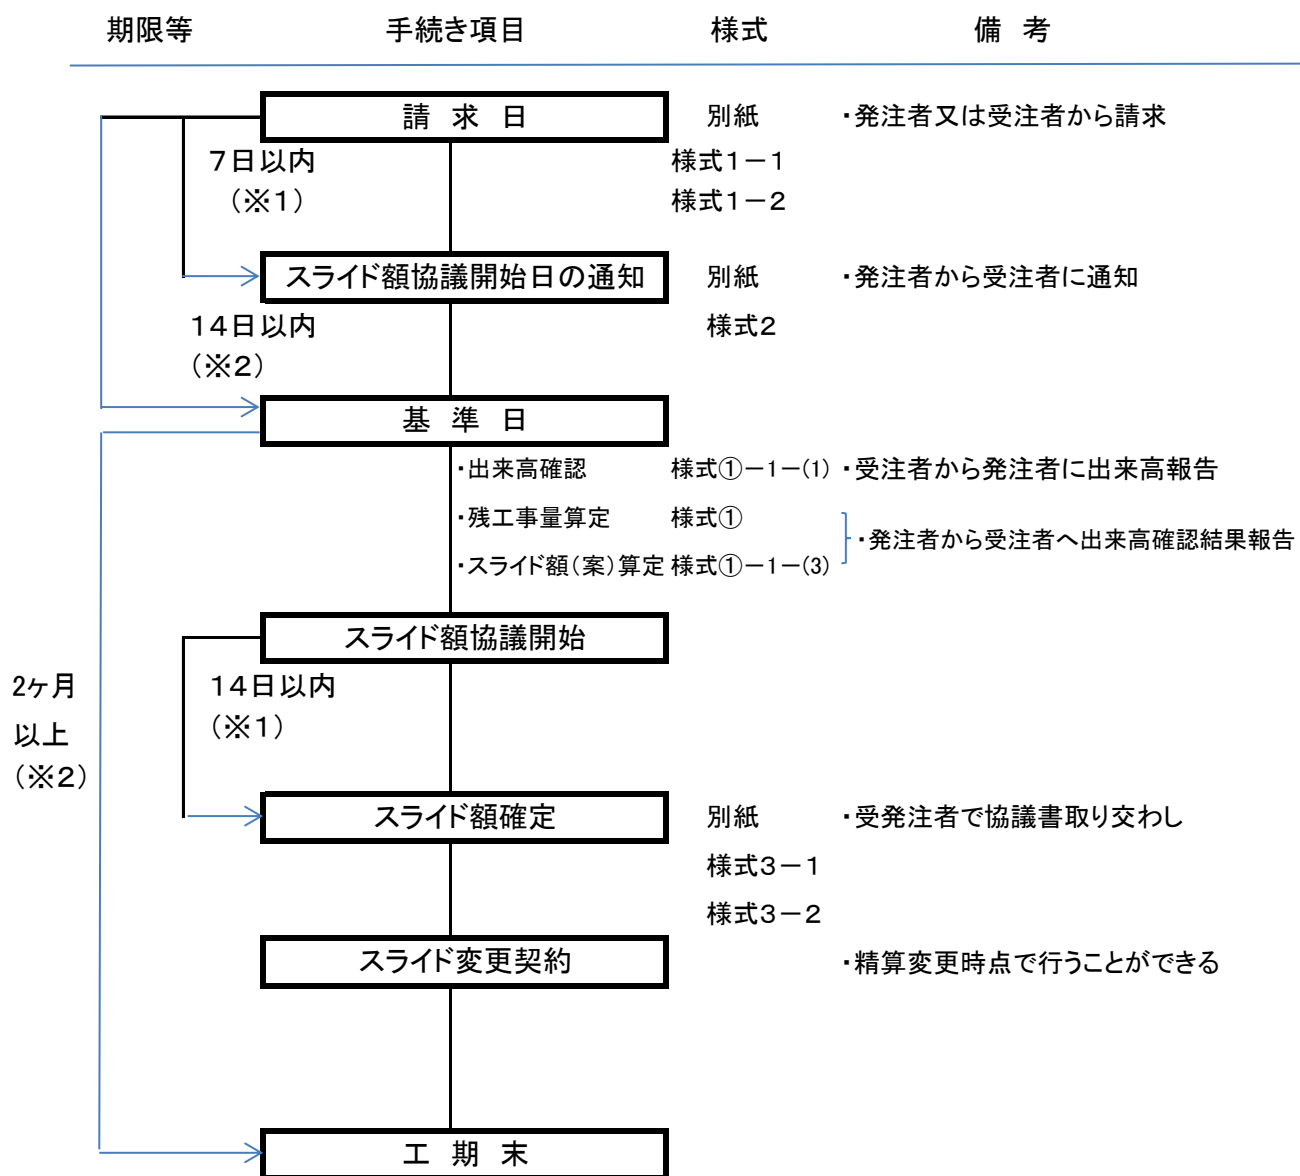 期限等 手続き項目 様式 備 考
請 求 日 別紙 ・発注者又は受注者から請求
7日以内 様式1－1
(※1) 様式1－2
スライド額協議開始日の通知 別紙 ・発注者から受注者に通知
14日以内 様式2
(※2)
基 準 日
・出来高確認 様式①－1－(1) ・受注者から発注者に出来高報告
・残工事量算定 様式①
・発注者から受注者へ出来高確認結果報告
・スライド額(案)算定 様式①－1－(3)
スライド額協議開始
2ヶ月 14日以内
以上 (※1)
(※2)
スライド額確定 別紙 ・受発注者で協議書取り交わし
様式3－1
様式3－2
スライド変更契約 ・精算変更時点で行うことができる
工 期 末